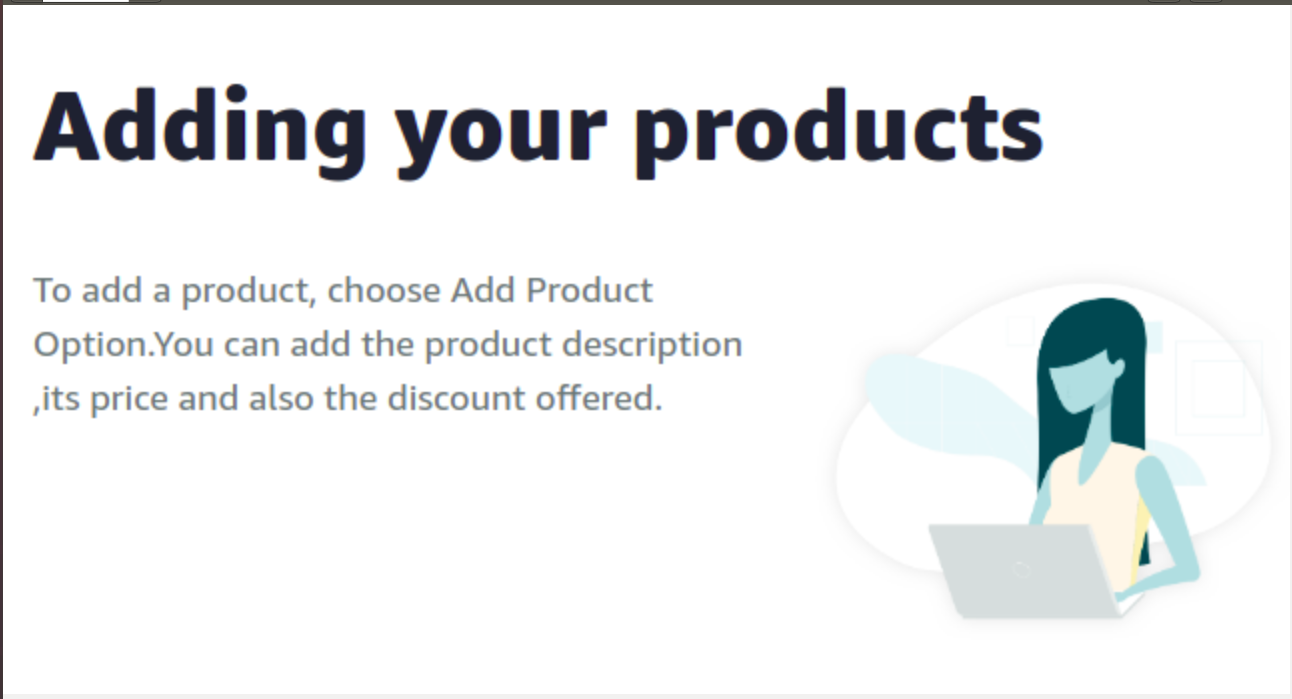 Adding your products
To add a product, choose Add Product
Option.You can add the product description
,its price and also the discount offered.